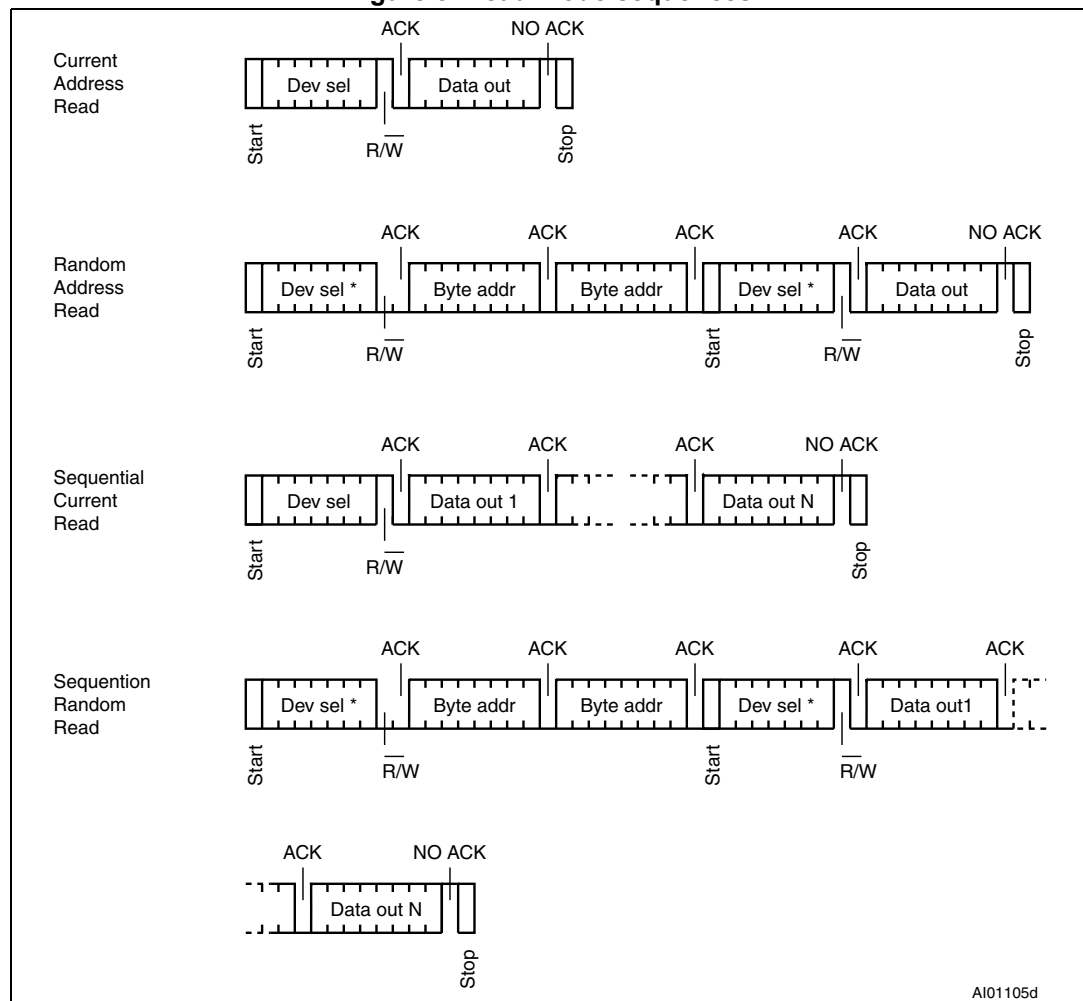 Current
Address
Read
ACK
NO ACK
Dev sel
Data out
Start
R/W̅
Stop
Random
Address
Read
ACK
ACK
ACK
ACK
NO ACK
Dev sel *
Byte addr
Byte addr
Dev sel *
Data out
Start
R/W̅
Start
R/W̅
Stop
Sequential
Current
Read
ACK
ACK
ACK
NO ACK
Dev sel
Data out 1
Data out N
Start
R/W̅
Stop
Sequention
Random
Read
ACK
ACK
ACK
ACK
ACK
Dev sel *
Byte addr
Byte addr
Dev sel *
Data out1
Start
R̅/W
Start
R̅/W
ACK
NO ACK
Data out N
Stop
AI01105d